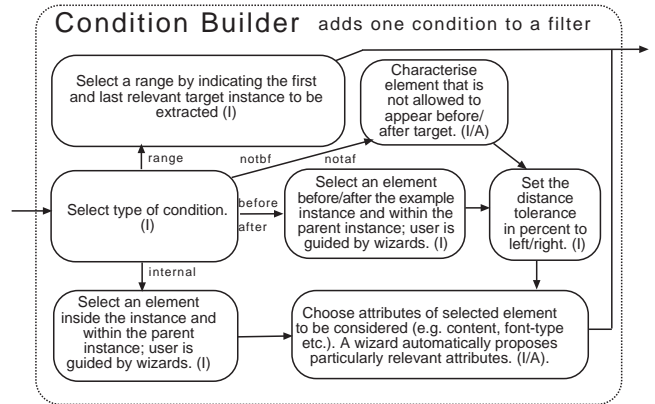 Condition Builder adds one condition to a filter
Select a range by indicating the first
and last relevant target instance to be
extracted (I)
Characterise
element that is
not allowed to
appear before/
after target. (I/A)
range
notbf
notaf
Select type of condition.
(I)
before
after
Select an element
before/after the example
instance and within the
parent instance; user is
guided by wizards. (I)
Set the
distance
tolerance
in percent to
left/right. (I)
internal
Select an element
inside the instance and
within the parent
instance; user is
guided by wizards. (I)
Choose attributes of selected element
to be considered (e.g. content, font-type
etc.). A wizard automatically proposes
particularly relevant attributes. (I/A).